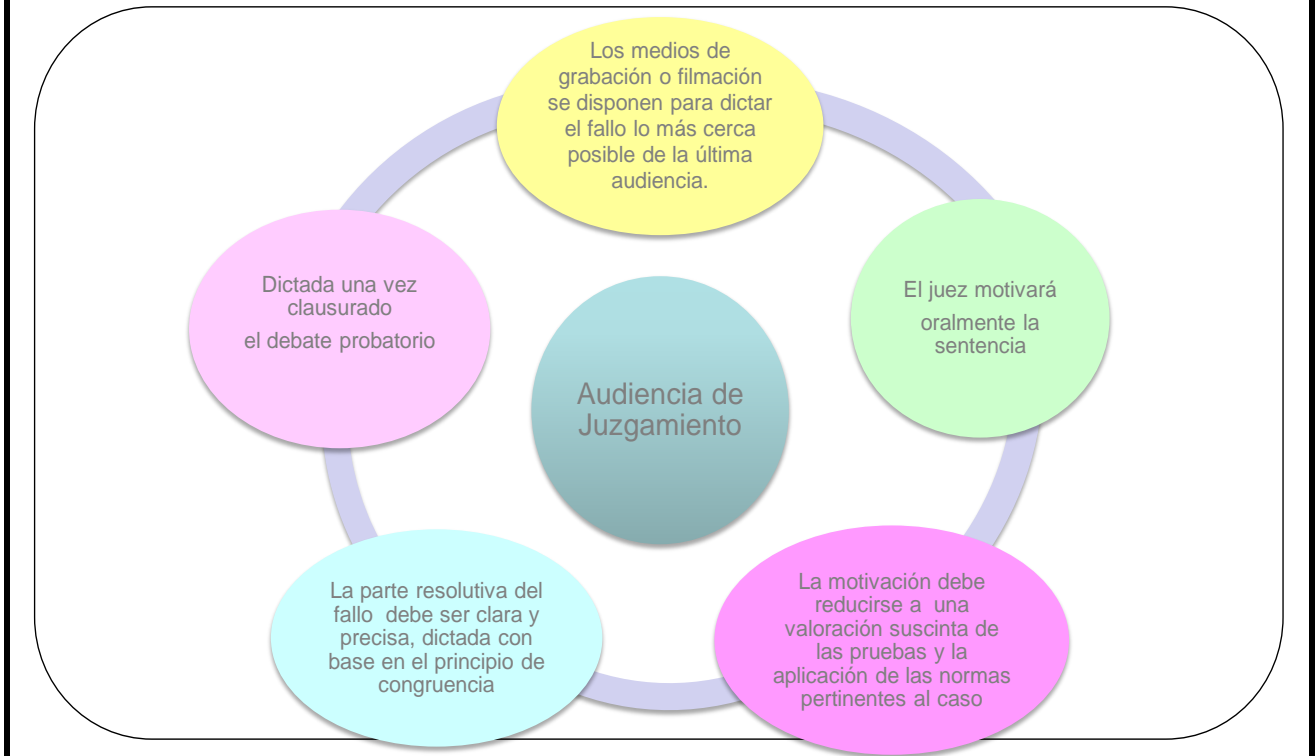 Los medios de
grabación o filmación
se disponen para dictar
el fallo lo más cerca
posible de la última
audiencia.
El juez motivará
oralmente la
sentencia
La motivación debe
reducirse a una
valoración suscinta de
las pruebas y la
aplicación de las normas
pertinentes al caso
La parte resolutiva del
fallo debe ser clara y
precisa, dictada con
base en el principio de
congruencia
Dictada una vez
clausurado
el debate probatorio
Audiencia de
Juzgamiento